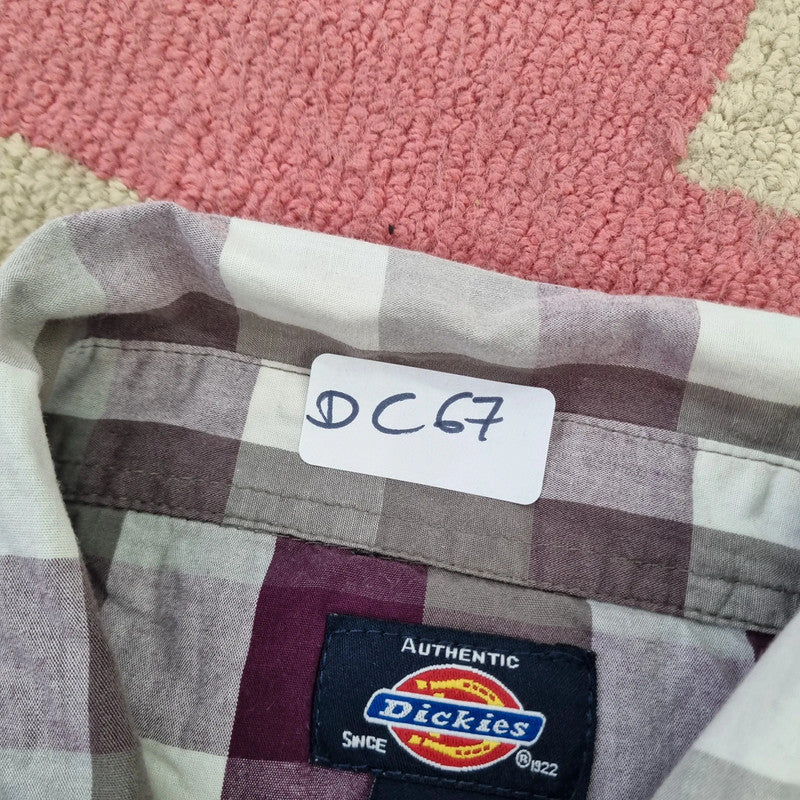 DC67
AUTHENTIC
Dickies
SINCE ®1922